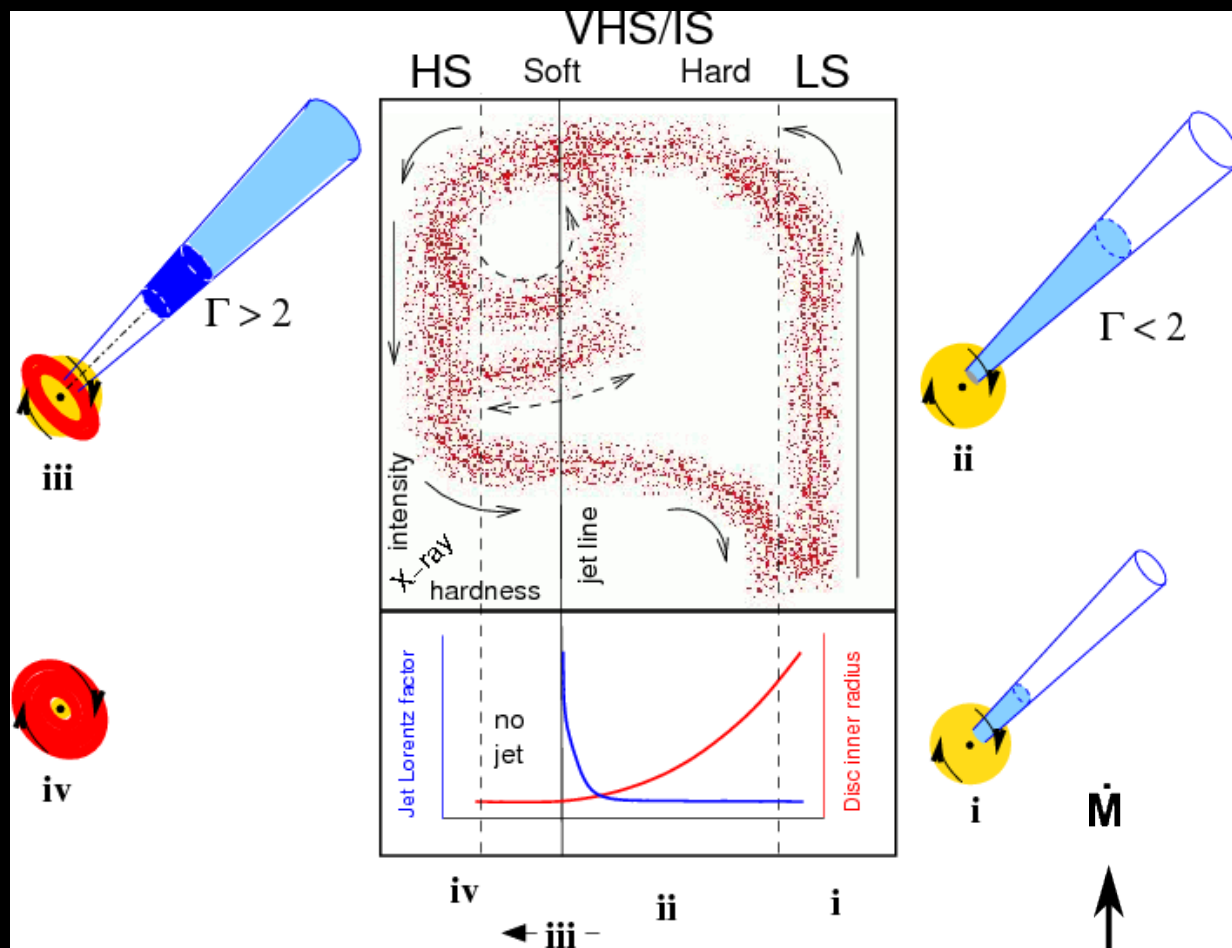 VHS/IS
HS Soft Hard LS
Γ > 2
Γ < 2
iii
ii
intensity
X-ray
hardness
jet line
Jet Lorentz factor
no
jet
Disc inner radius
iv
i
Ṁ
iv
ii
i
iii